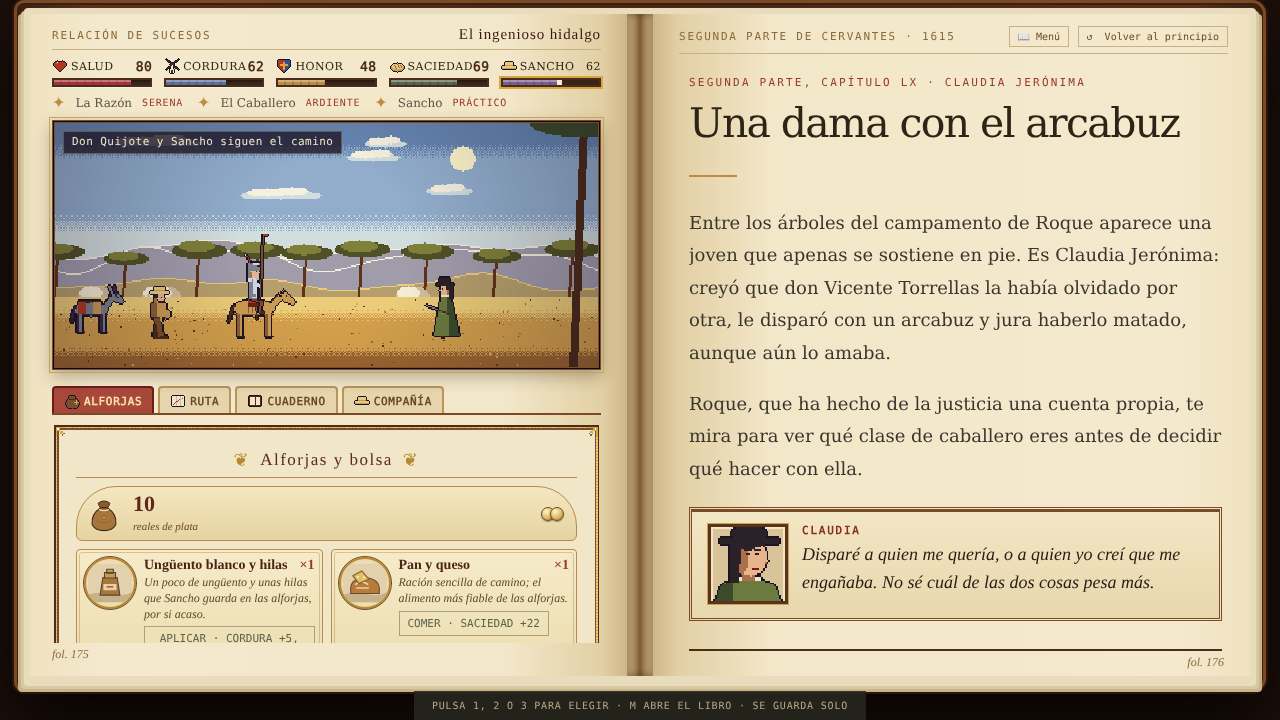 RELACIÓN DE SUCESOS
El ingenioso hidalgo
SALUD 80
CORDURA 62
HONOR 48
SACIEDAD 69
SANCHO 62
La Razón SERENA
El Caballero ARDIENTE
Sancho PRÁCTICO
Don Quijote y Sancho siguen el camino
ALFORJAS
RUTA
CUADERNO
COMPAÑÍA
Alforjas y bolsa
10
reales de plata
Ungüento blanco y hilas ×1
Un poco de ungüento y unas hilas
que Sancho guarda en las alforjas,
por si acaso.
APLICAR · CORDURA +5,
Pan y queso ×1
Ración sencilla de camino; el
alimento más fiable de las alforjas.
COMER · SACIEDAD +22
fol. 175
SEGUNDA PARTE DE CERVANTES · 1615
Menú
↺ Volver al principio
SEGUNDA PARTE, CAPÍTULO LX · CLAUDIA JERÓNIMA
Una dama con el arcabuz
Entre los árboles del campamento de Roque aparece una
joven que apenas se sostiene en pie. Es Claudia Jerónima:
creyó que don Vicente Torrellas la había olvidado por
otra, le disparó con un arcabuz y jura haberlo matado,
aunque aún lo amaba.
Roque, que ha hecho de la justicia una cuenta propia, te
mira para ver qué clase de caballero eres antes de decidir
qué hacer con ella.
CLAUDIA
Disparé a quien me quería, o a quien yo creí que me
engañaba. No sé cuál de las dos cosas pesa más.
fol. 176
PULSA 1, 2 O 3 PARA ELEGIR · M ABRE EL LIBRO · SE GUARDA SOLO